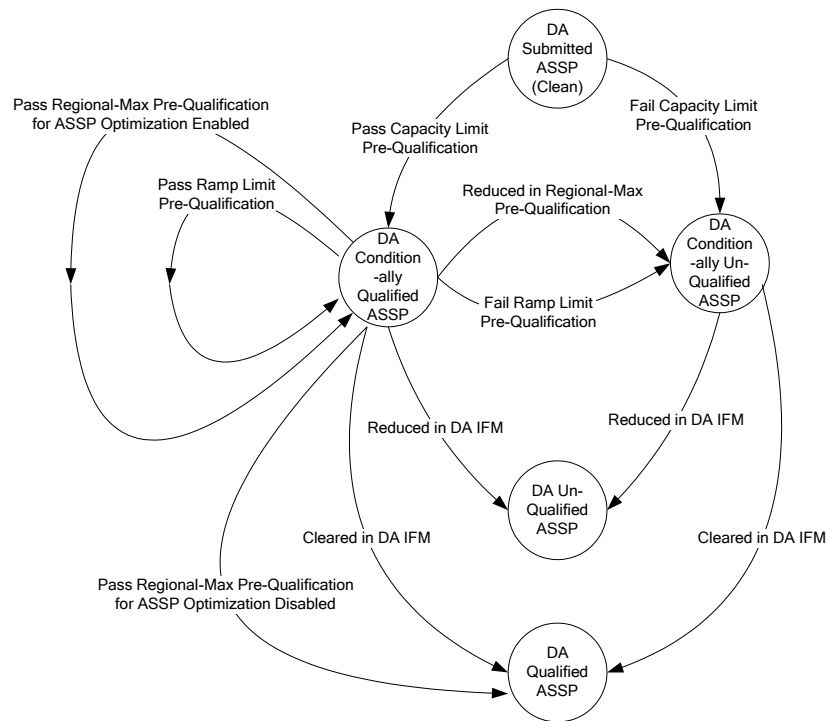 DA
Submitted
ASSP
(Clean)
Pass Regional-Max Pre-Qualification
for ASSP Optimization Enabled
Fail Capacity Limit
Pre-Qualification
Pass Capacity Limit
Pre-Qualification
Pass Ramp Limit
Pre-Qualification
Reduced in Regional-Max
Pre-Qualification
DA
Condition
-ally
Qualified
ASSP
DA
Condition
-ally Un-
Qualified
ASSP
Fail Ramp Limit
Pre-Qualification
Reduced in DA IFM
Reduced in DA IFM
DA Un-
Qualified
ASSP
Cleared in DA IFM
Cleared in DA IFM
Pass Regional-Max Pre-Qualification
for ASSP Optimization Disabled
DA
Qualified
ASSP